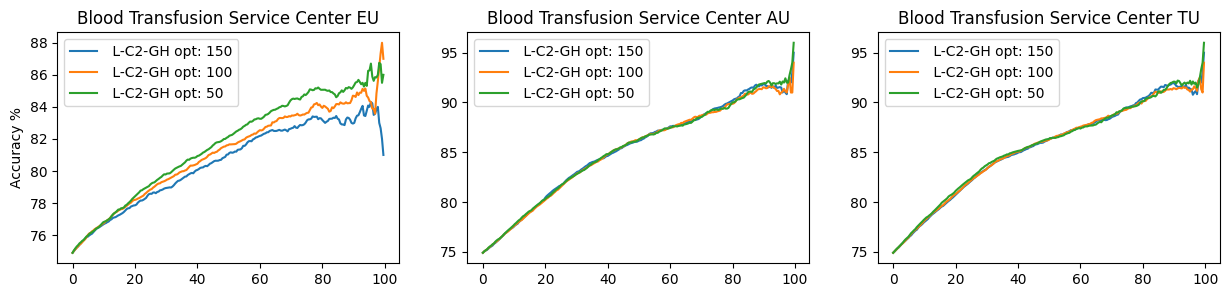 Blood Transfusion Service Center EU
Accuracy %
88
86
84
82
80
78
76
L-C2-GH opt: 150
L-C2-GH opt: 100
L-C2-GH opt: 50
0 20 40 60 80 100
Blood Transfusion Service Center AU
95
90
85
80
75
L-C2-GH opt: 150
L-C2-GH opt: 100
L-C2-GH opt: 50
0 20 40 60 80 100
Blood Transfusion Service Center TU
95
90
85
80
75
L-C2-GH opt: 150
L-C2-GH opt: 100
L-C2-GH opt: 50
0 20 40 60 80 100